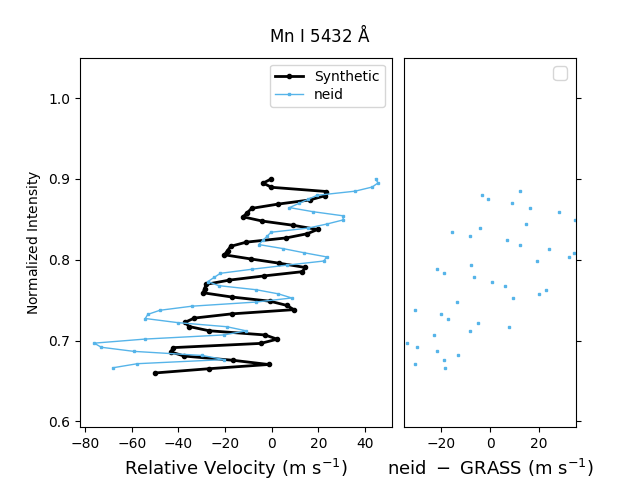 Mn I 5432 Å
Synthetic
neid
Normalized Intensity
1.0
0.9
0.8
0.7
0.6
−80 −60 −40 −20 0 20 40
−20 0 20
Relative Velocity (m s⁻¹)
neid − GRASS (m s⁻¹)